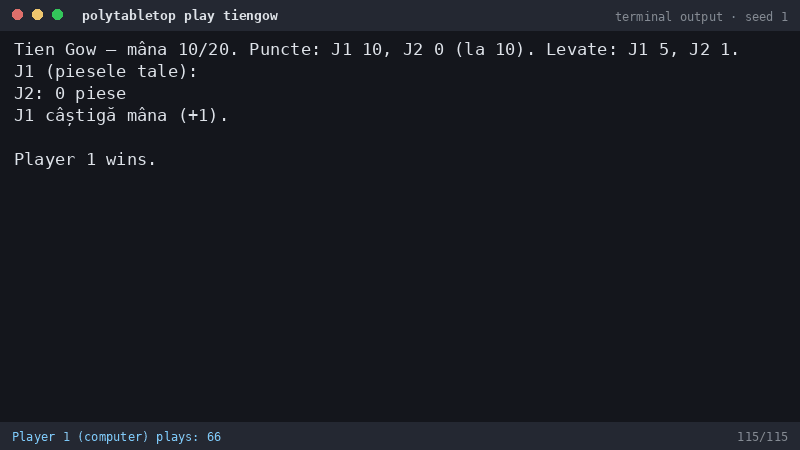 polytabletop play tiengow
terminal output · seed 1
Tien Gow — mâna 10/20. Puncte: J1 10, J2 0 (la 10). Levate: J1 5, J2 1.
J1 (piesele tale):
J2: 0 piese
J1 câștigă mâna (+1).
Player 1 wins.
Player 1 (computer) plays: 66
115/115